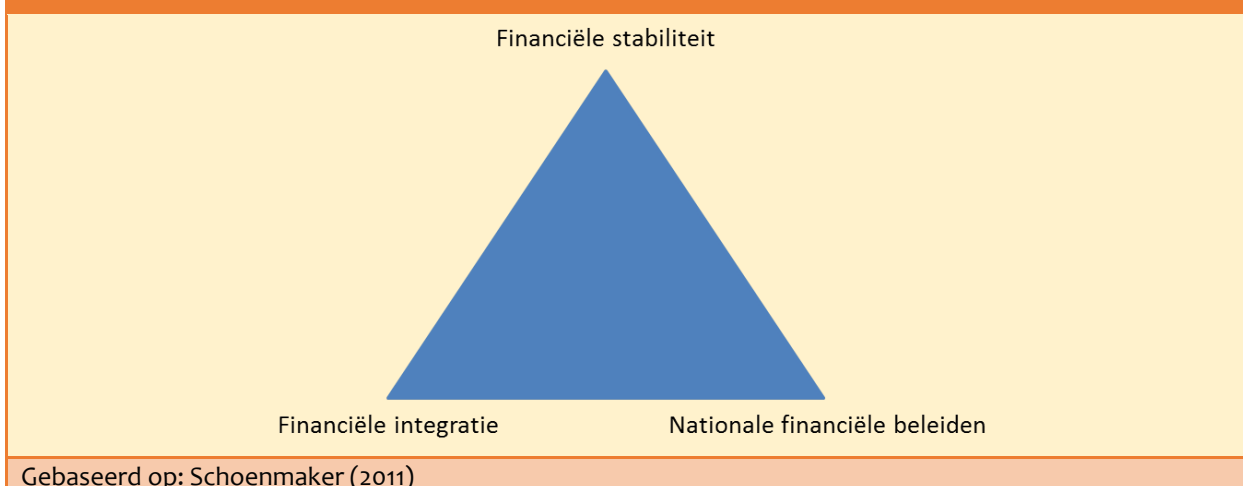 Financiële stabiliteit
Financiële integratie
Nationale financiële beleiden
Gebaseerd op: Schoenmaker (2011)